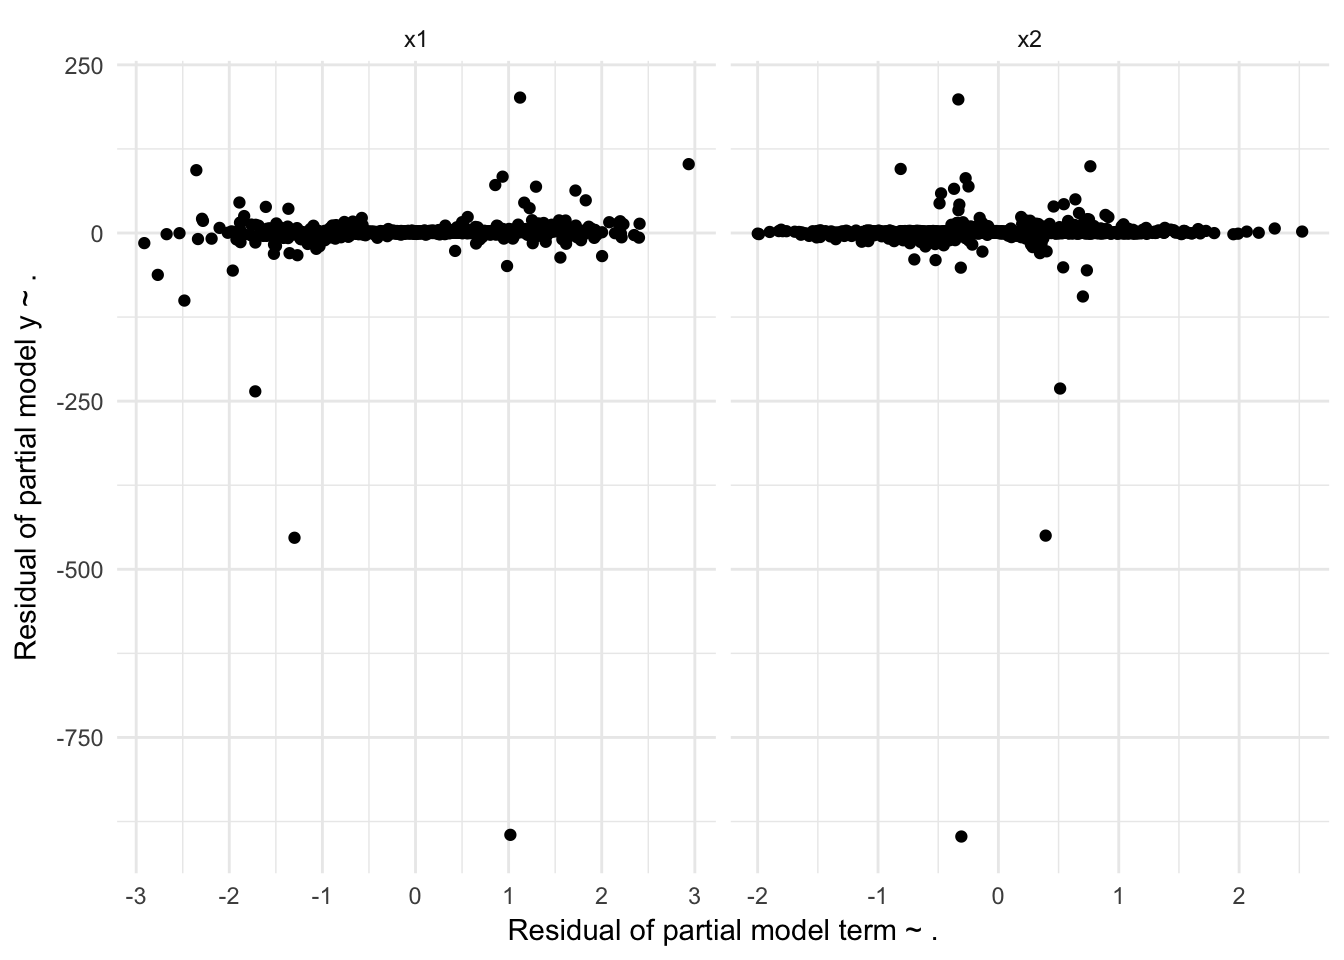 x1
x2
250
0
-250
-500
-750
Residual of partial model y ~ .
-3 -2 -1 0 1 2 3
-2 -1 0 1 2
Residual of partial model term ~ .